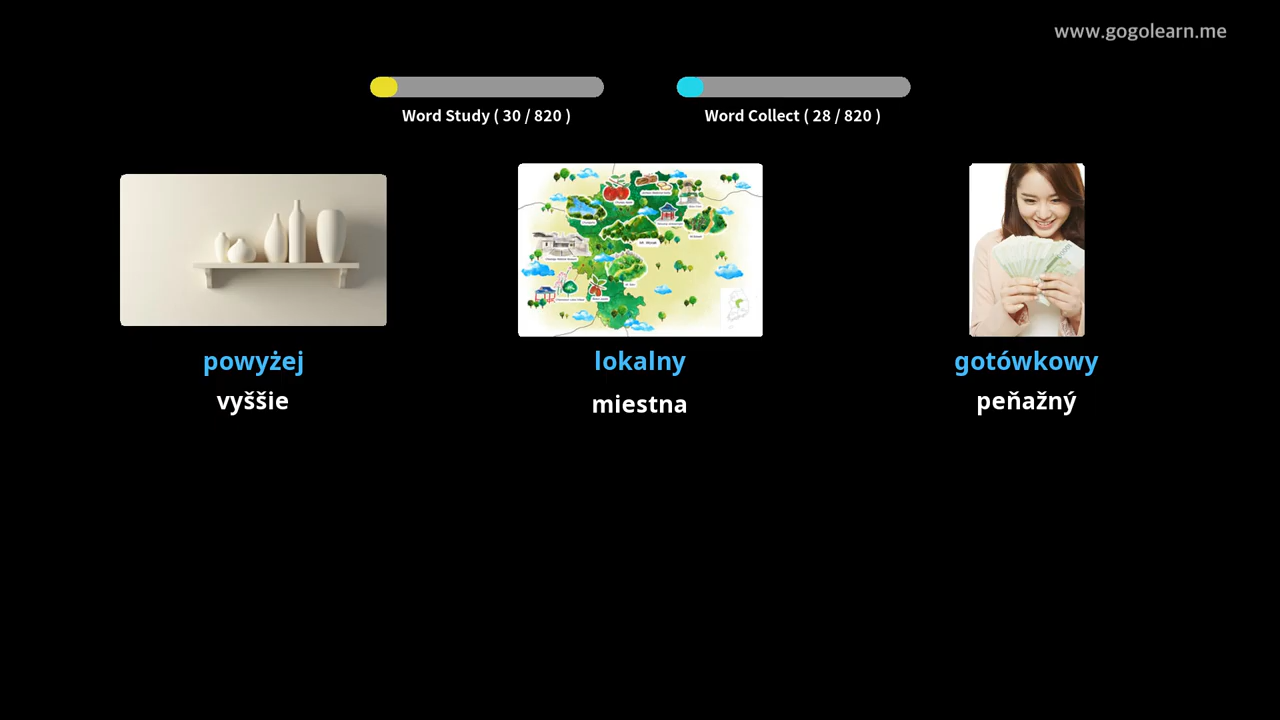 www.gogolearn.me
Word Study ( 30 / 820 )
Word Collect ( 28 / 820 )
powyżej
lokalny
gotówkowy
vyššie
miestna
peňažný